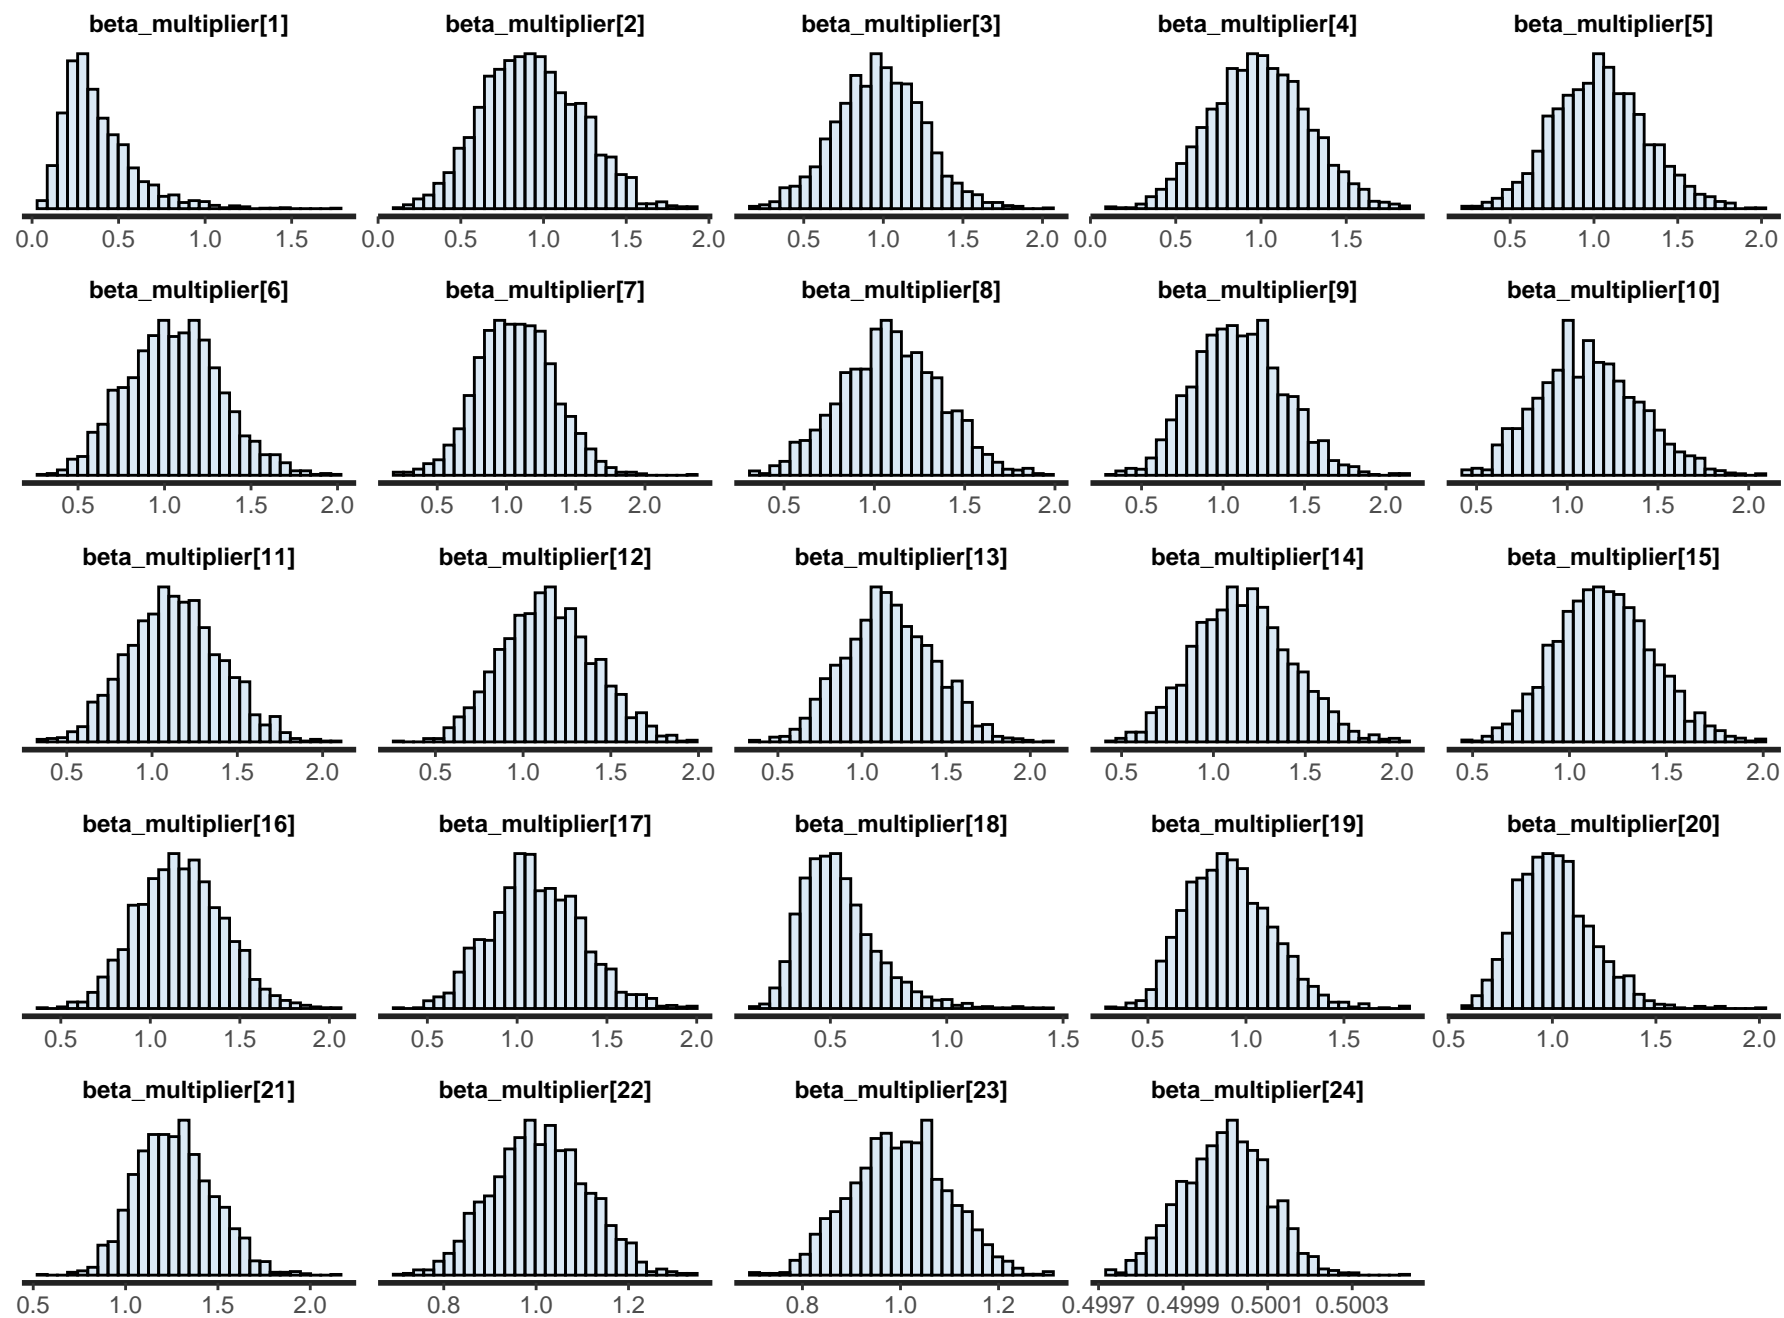 beta_multiplier[1] beta_multiplier[2] beta_multiplier[3] beta_multiplier[4] beta_multiplier[5]
0.0 0.5 1.0 1.5 0.0 0.5 1.0 1.5 2.0 0.5 1.0 1.5 2.0 0.0 0.5 1.0 1.5 0.5 1.0 1.5 2.0
beta_multiplier[6] beta_multiplier[7] beta_multiplier[8] beta_multiplier[9] beta_multiplier[10]
0.5 1.0 1.5 2.0 0.5 1.0 1.5 2.0 0.5 1.0 1.5 2.0 0.5 1.0 1.5 2.0 0.5 1.0 1.5 2.0
beta_multiplier[11] beta_multiplier[12] beta_multiplier[13] beta_multiplier[14] beta_multiplier[15]
0.5 1.0 1.5 2.0 0.5 1.0 1.5 2.0 0.5 1.0 1.5 2.0 0.5 1.0 1.5 2.0 0.5 1.0 1.5 2.0
beta_multiplier[16] beta_multiplier[17] beta_multiplier[18] beta_multiplier[19] beta_multiplier[20]
0.5 1.0 1.5 2.0 0.5 1.0 1.5 2.0 0.5 1.0 1.5 0.5 1.0 1.5 0.5 1.0 1.5 2.0
beta_multiplier[21] beta_multiplier[22] beta_multiplier[23] beta_multiplier[24]
0.5 1.0 1.5 2.0 0.8 1.0 1.2 0.8 1.0 1.2 0.4997 0.4999 0.5001 0.5003